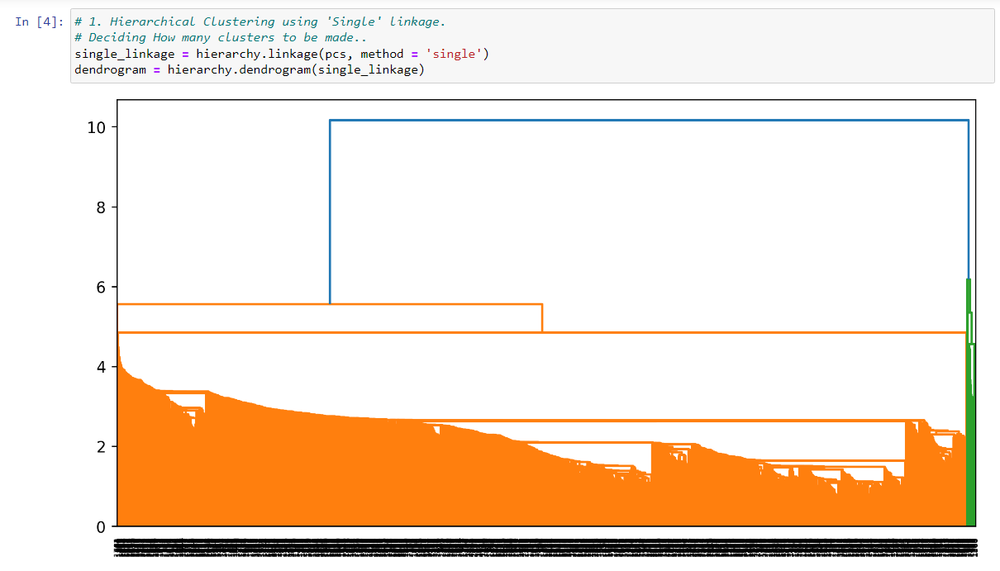 In [4]:
# 1. Hierarchical Clustering using 'Single' linkage.
# Deciding How many clusters to be made..
single_linkage = hierarchy.linkage(pcs, method = 'single')
dendrogram = hierarchy.dendrogram(single_linkage)
10
8
6
4
2
0